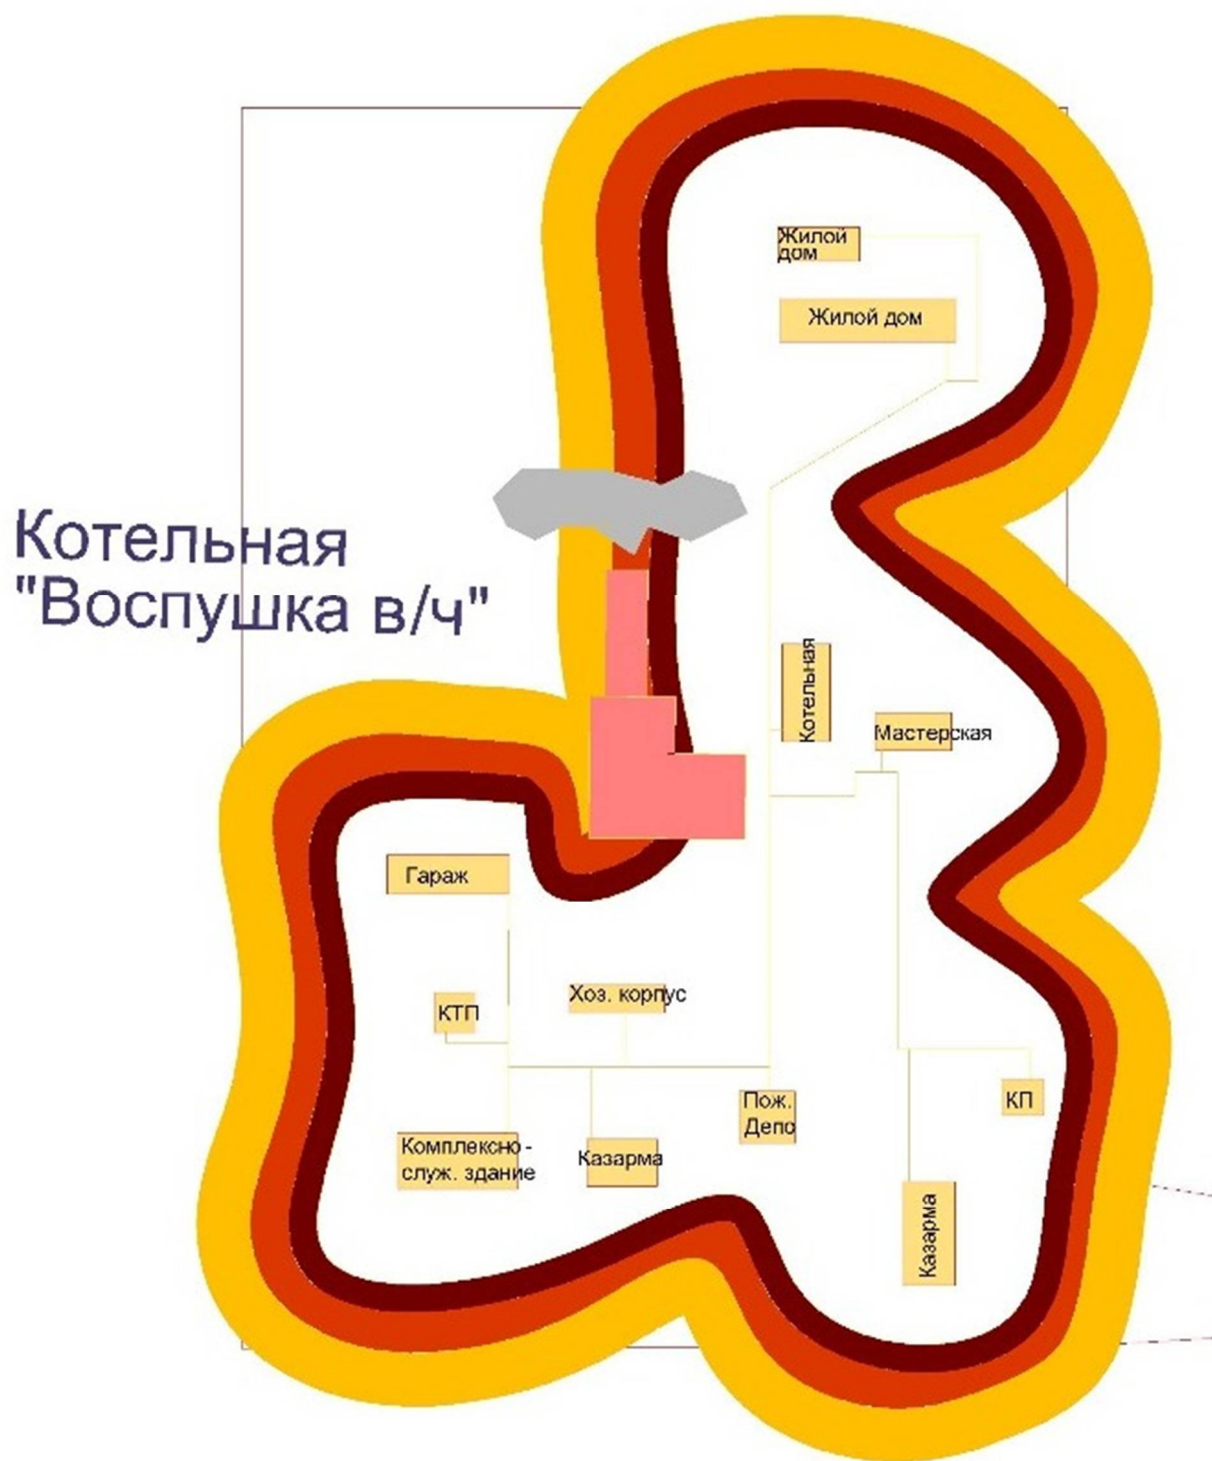 Жилой
дом
Жилой дом
Котельная
"Воспушка в/ч"
Котельная
Мастерская
Гараж
КТП
Хоз. корпус
Пож.
Депо
КП
Комплексно-
служ. здание
Казарма
Казарма